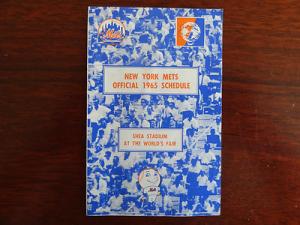 Mets
NEW YORK METS
OFFICIAL 1965 SCHEDULE
SHEA STADIUM
AT THE WORLD'S FAIR